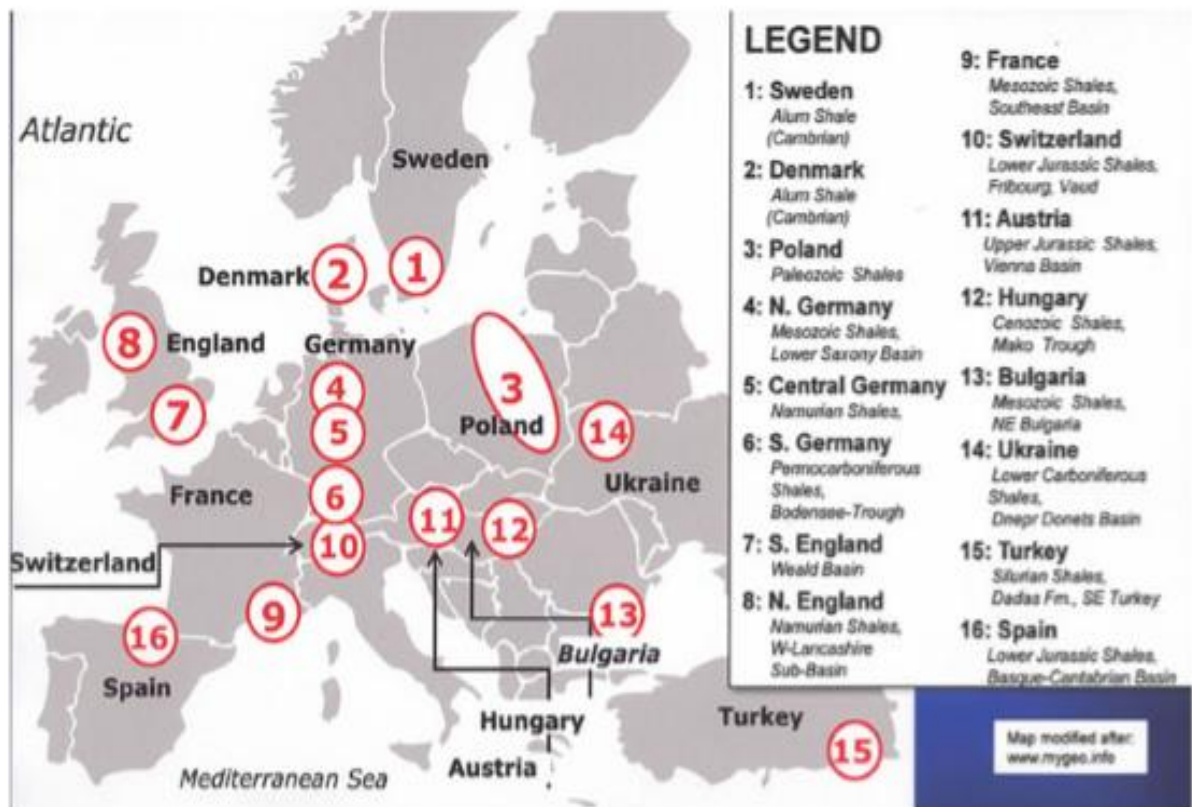 Atlantic
Sweden
Denmark
2
1
8
England
Germany
7
4
5
3
Poland
14
6
France
Ukraine
11
12
10
Switzerland
9
13
16
Bulgaria
Spain
Hungary
Turkey
15
Austria
Mediterranean Sea
LEGEND
1: Sweden
Alum Shale
(Cambrian)
2: Denmark
Alum Shale
(Cambrian)
3: Poland
Paleozoic Shales
4: N. Germany
Mesozoic Shales,
Lower Saxony Basin
5: Central Germany
Namurian Shales,
6: S. Germany
Permocarboniferous
Shales,
Bodensee-Trough
7: S. England
Weald Basin
8: N. England
Namurian Shales,
W-Lancashire
Sub-Basin
9: France
Mesozoic Shales,
Southeast Basin
10: Switzerland
Lower Jurassic Shales,
Fribourg, Vaud
11: Austria
Upper Jurassic Shales,
Vienna Basin
12: Hungary
Cenozoic Shales,
Mako Trough
13: Bulgaria
Mesozoic Shales,
NE Bulgaria
14: Ukraine
Lower Carboniferous
Shales,
Dnepr Donets Basin
15: Turkey
Silurian Shales,
Dadas Fm., SE Turkey
16: Spain
Lower Jurassic Shales,
Basque-Cantabrian Basin
Map modified after:
www.mygeo.info